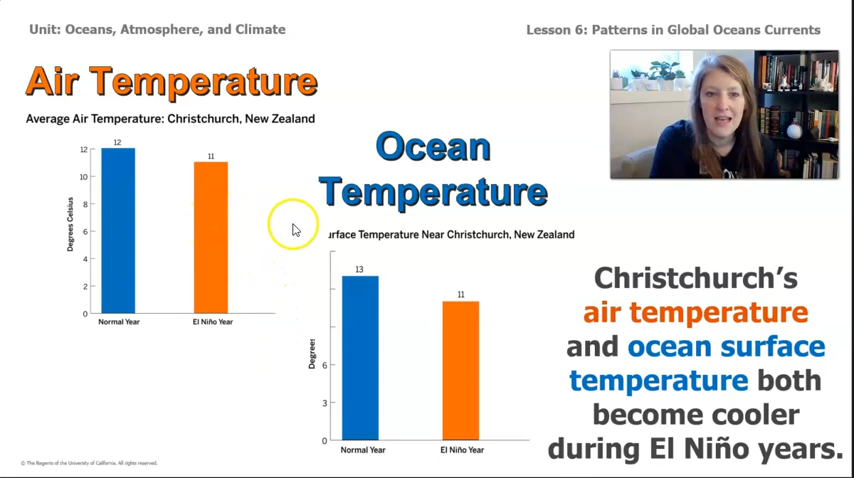 Unit: Oceans, Atmosphere, and Climate
Lesson 6: Patterns in Global Oceans Currents
Air Temperature
Average Air Temperature: Christchurch, New Zealand
12
11
12
10
8
6
4
2
0
Degrees Celsius
Normal Year
El Niño Year
Ocean
Temperature
urface Temperature Near Christchurch, New Zealand
13
11
6
3
0
Degrees
Normal Year
El Niño Year
Christchurch's
air temperature
and ocean surface
temperature both
become cooler
during El Niño years.
© The Regents of the University of California. All rights reserved.